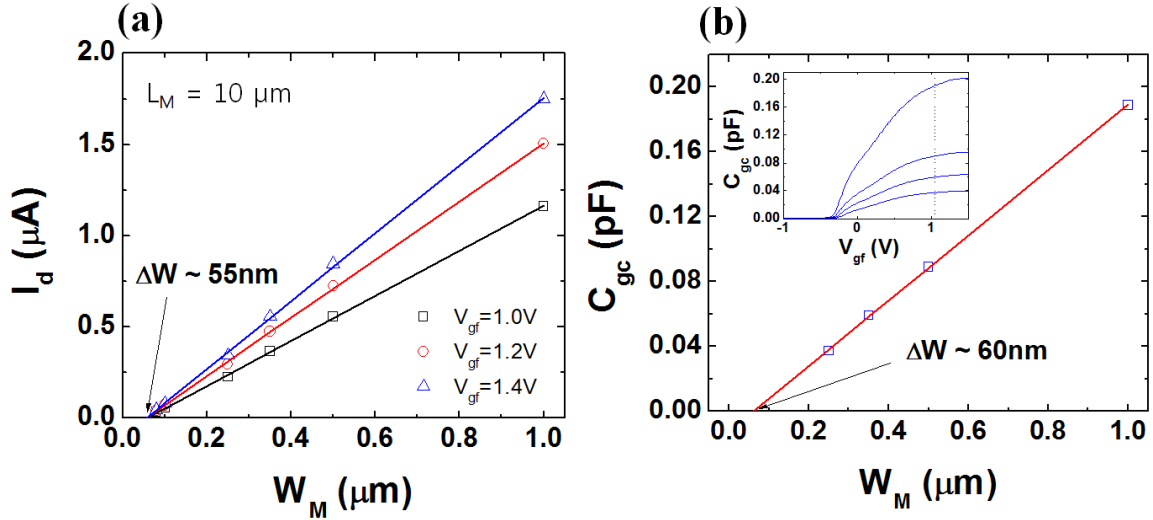 (a)
2.0
1.5
1.0
0.5
0.0
I_d (μA)
L_M = 10 μm
ΔW ~ 55nm
V_gf=1.0V
V_gf=1.2V
V_gf=1.4V
0.0 0.2 0.4 0.6 0.8 1.0
W_M (μm)
(b)
0.20
0.16
0.12
0.08
0.04
0.00
C_gc (pF)
0.20
0.16
0.12
0.08
0.04
0.00
C_gc (pF)
-1 0 1
V_gf (V)
ΔW ~ 60nm
0.0 0.2 0.4 0.6 0.8 1.0
W_M (μm)